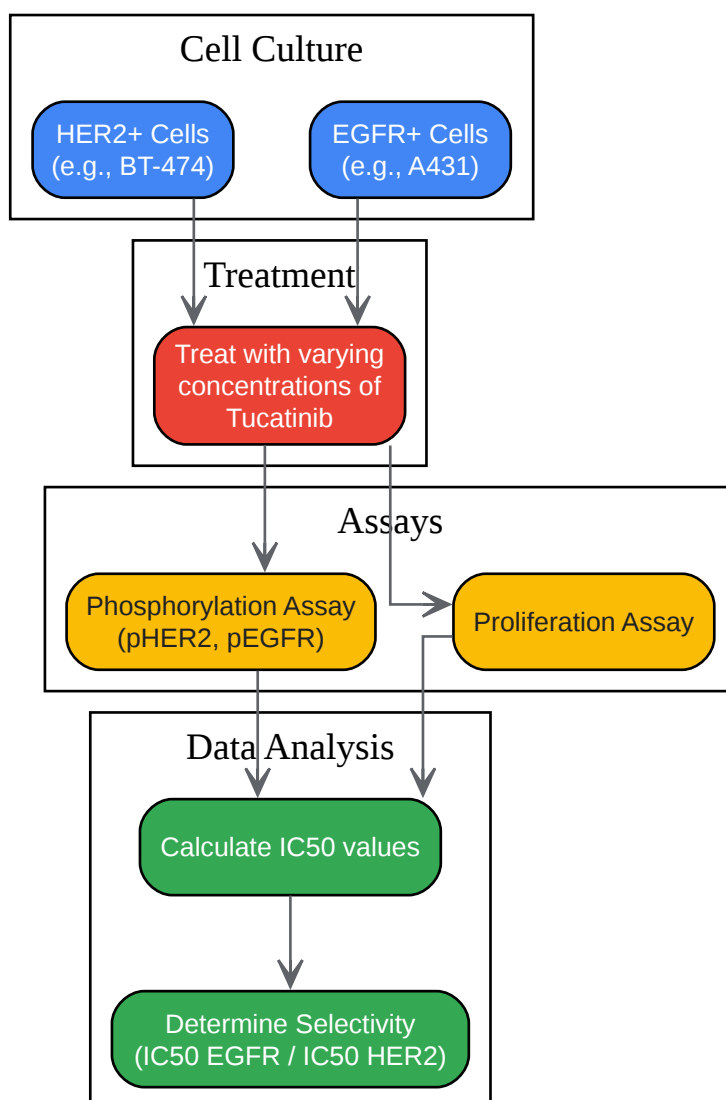 Cell Culture
HER2+ Cells
(e.g., BT-474)
EGFR+ Cells
(e.g., A431)
Treatment
Treat with varying
concentrations of
Tucatinib
Assays
Phosphorylation Assay
(pHER2, pEGFR)
Proliferation Assay
Data Analysis
Calculate IC50 values
Determine Selectivity
(IC50 EGFR / IC50 HER2)